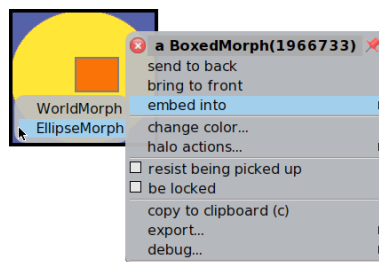 a BoxedMorph(1966733)
send to back
bring to front
embed into
WorldMorph
EllipseMorph
change color...
halo actions...
resist being picked up
be locked
copy to clipboard (c)
export...
debug...